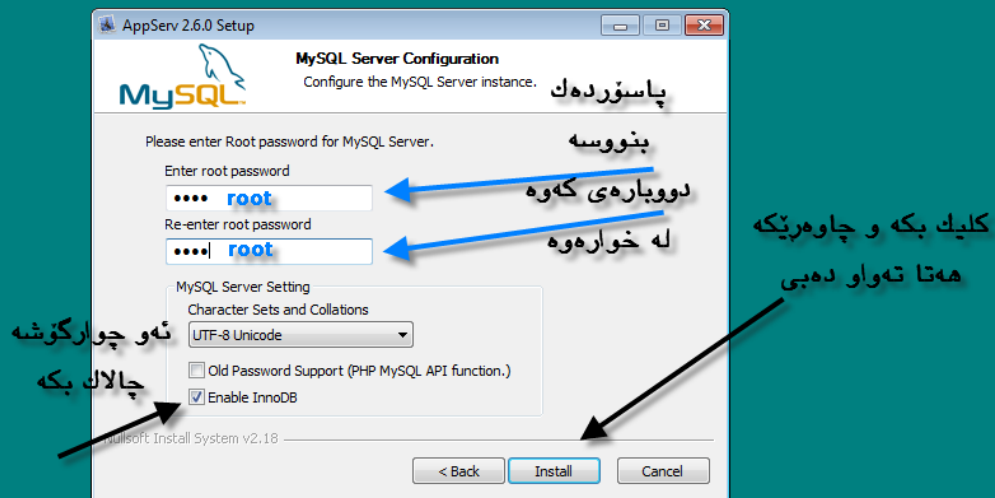 AppServ 2.6.0 Setup
MySQL Server Configuration
Configure the MySQL Server instance.
MySQL
پاسۆردەك
بنووسە
دووبارەی كەوە
لە خوارەوە
Please enter Root password for MySQL Server.
Enter root password
•••• root
Re-enter root password
•••• root
MySQL Server Setting
Character Sets and Collations
UTF-8 Unicode
Old Password Support (PHP MySQL API function.)
Enable InnoDB
ئەو چوارگۆشە
چالاك بكە
كلیك بكە و چاوەرێكە
هەتا تەواو دەبی
Nullsoft Install System v2.18
< Back
Install
Cancel